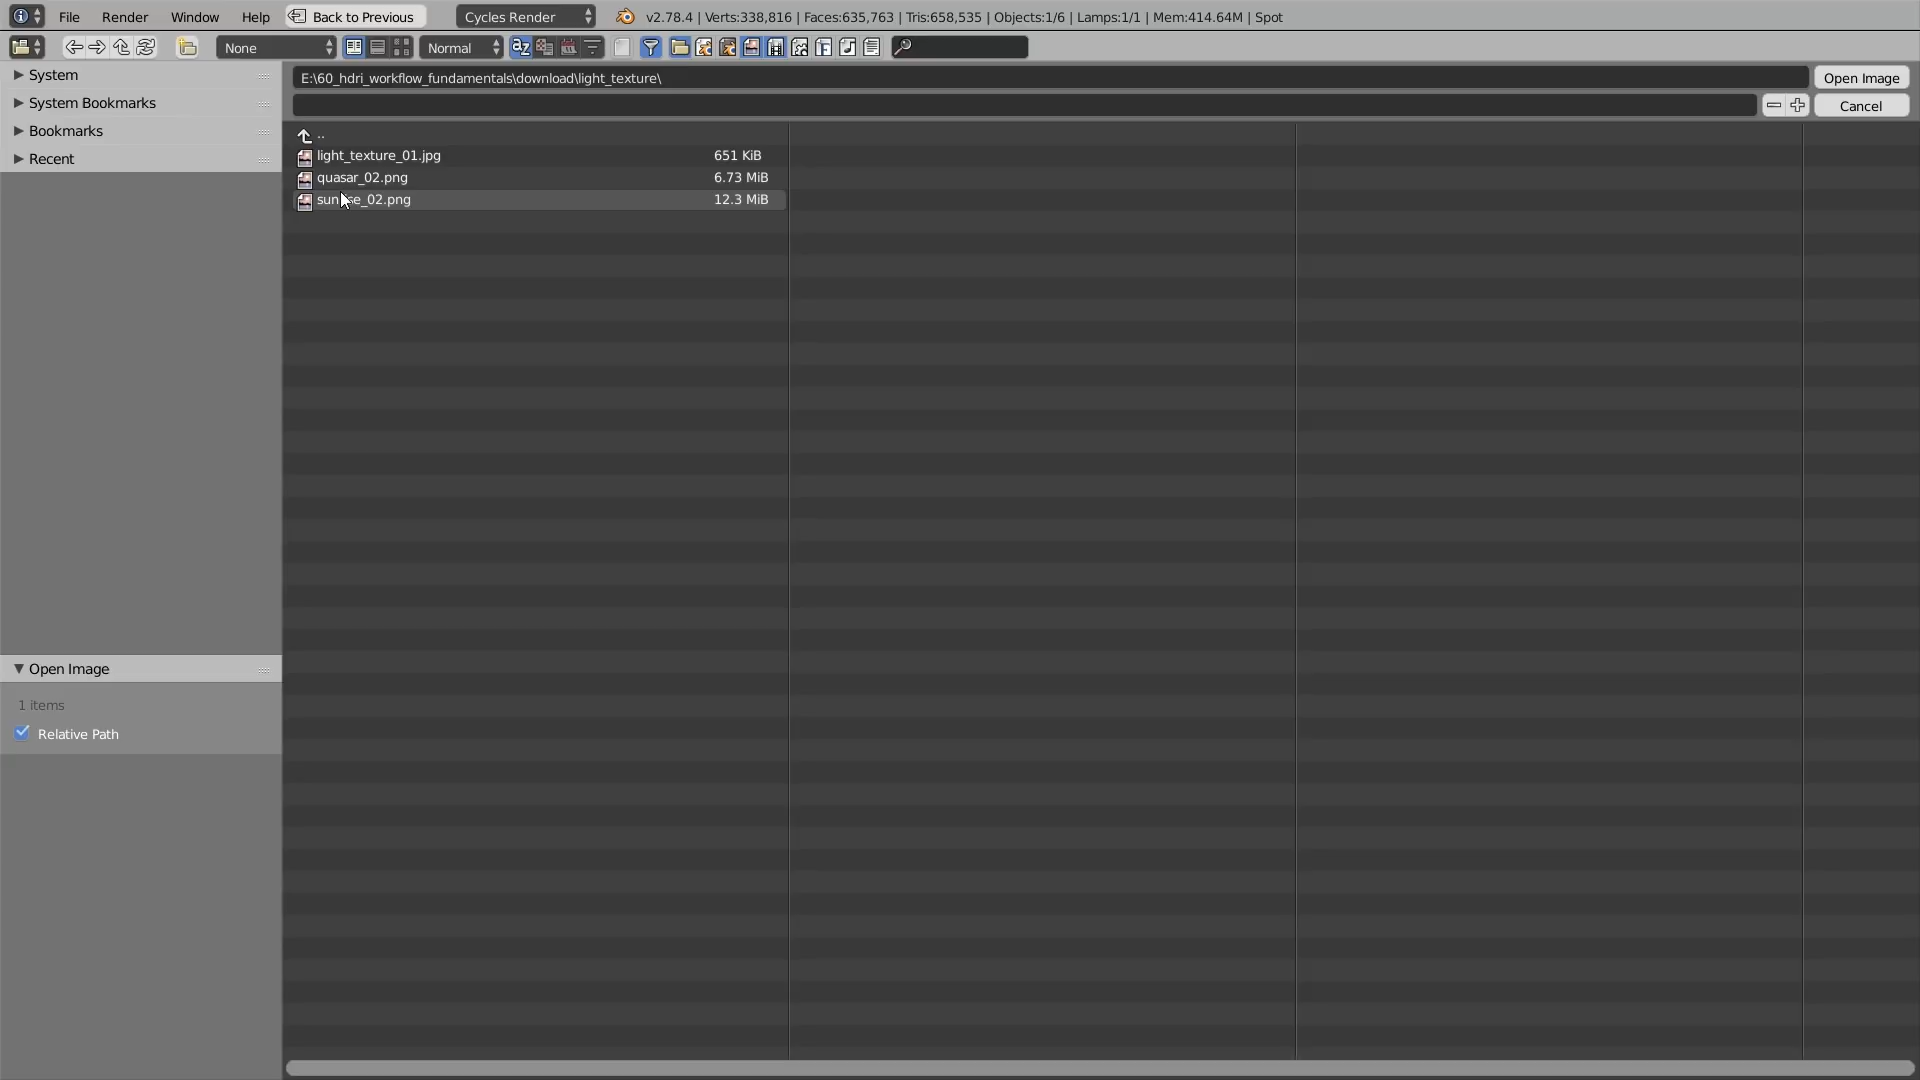 File Render Window Help Back to Previous Cycles Render v2.78.4 | Verts:338,816 | Faces:635,763 | Tris:658,535 | Objects:1/6 | Lamps:1/1 | Mem:414.64M | Spot
None Normal
System
System Bookmarks
Bookmarks
Recent
E:\60_hdri_workflow_fundamentals\download\light_texture\ Open Image
Cancel
..
light_texture_01.jpg 651 KiB
quasar_02.png 6.73 MiB
12.3 MiB
Open Image
1 items
Relative Path